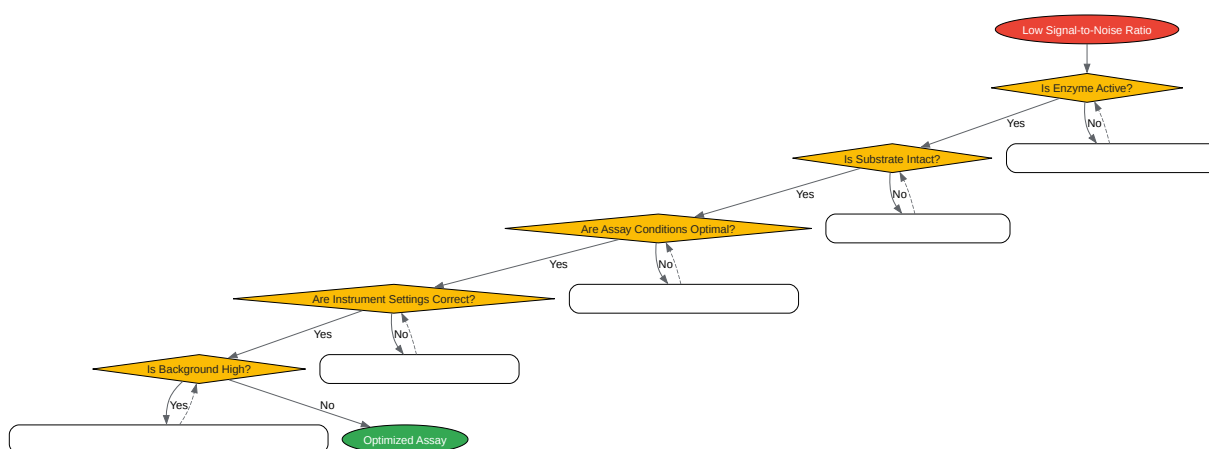 Low Signal-to-Noise Ratio
Is Enzyme Active?
Yes
No
Is Substrate Intact?
Yes
No
Are Assay Conditions Optimal?
Yes
No
Are Instrument Settings Correct?
Yes
No
Is Background High?
Yes
No
Optimized Assay